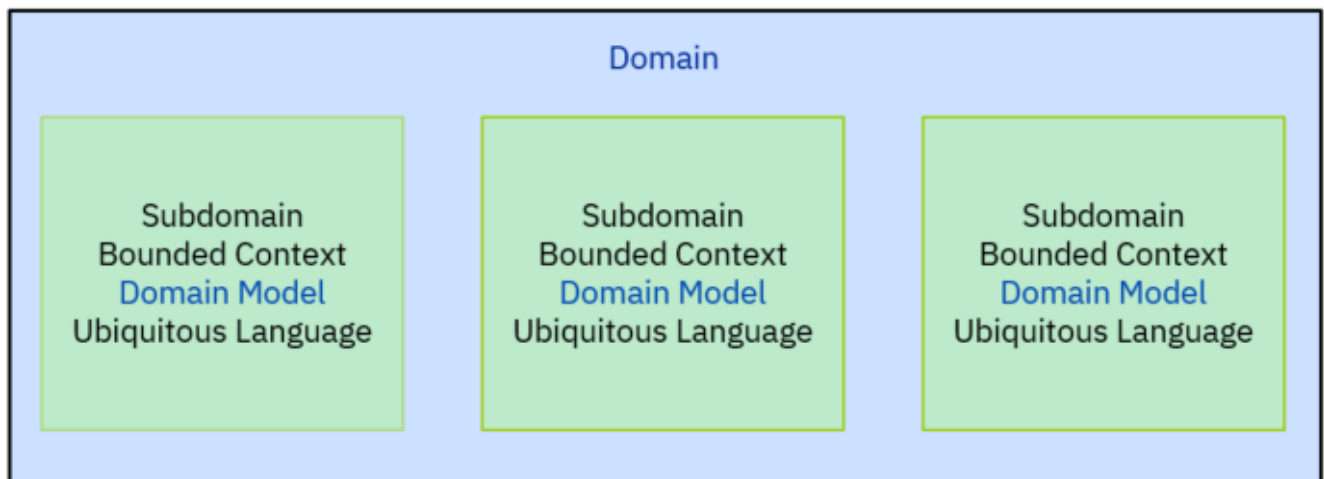 Domain
Subdomain
Bounded Context
Domain Model
Ubiquitous Language
Subdomain
Bounded Context
Domain Model
Ubiquitous Language
Subdomain
Bounded Context
Domain Model
Ubiquitous Language